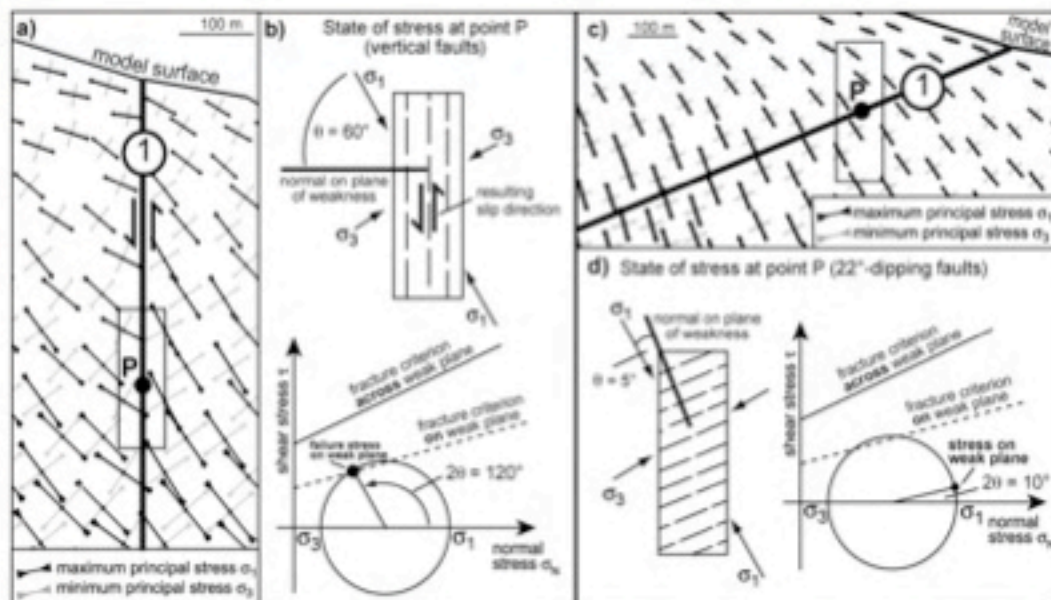 a)
100 m
model surface
1
P
maximum principal stress σ₁
minimum principal stress σ₃
b)
State of stress at point P
(vertical faults)
σ₁
θ = 60°
σ₃
normal on plane
of weakness
resulting
slip direction
σ₃
σ₁
shear stress τ
fracture criterion
across weak plane
fracture criterion
on weak plane
failure stress
on weak plane
2θ = 120°
σ₃
σ₁
normal
stress σN
c)
100 m
model
surface
P
1
maximum principal stress σ₁
minimum principal stress σ₃
d) State of stress at point P (22°-dipping faults)
σ₁
normal on plane
of weakness
θ = 5°
σ₃
σ₁
shear stress τ
fracture criterion
across weak plane
fracture criterion
on weak plane
stress on
weak plane
2θ = 10°
σ₃
σ₁
normal
stress σN